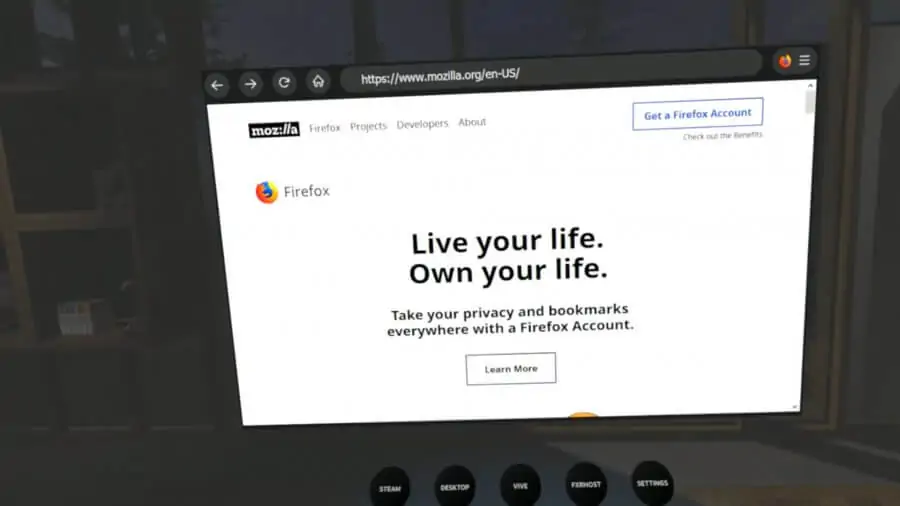 https://www.mozilla.org/en-US/
moz://a Firefox Projects Developers About
Get a Firefox Account
Check out the Benefits
Firefox
Live your life.
Own your life.
Take your privacy and bookmarks
everywhere with a Firefox Account.
Learn More
STEAM DESKTOP VIVE FXRHOST SETTINGS